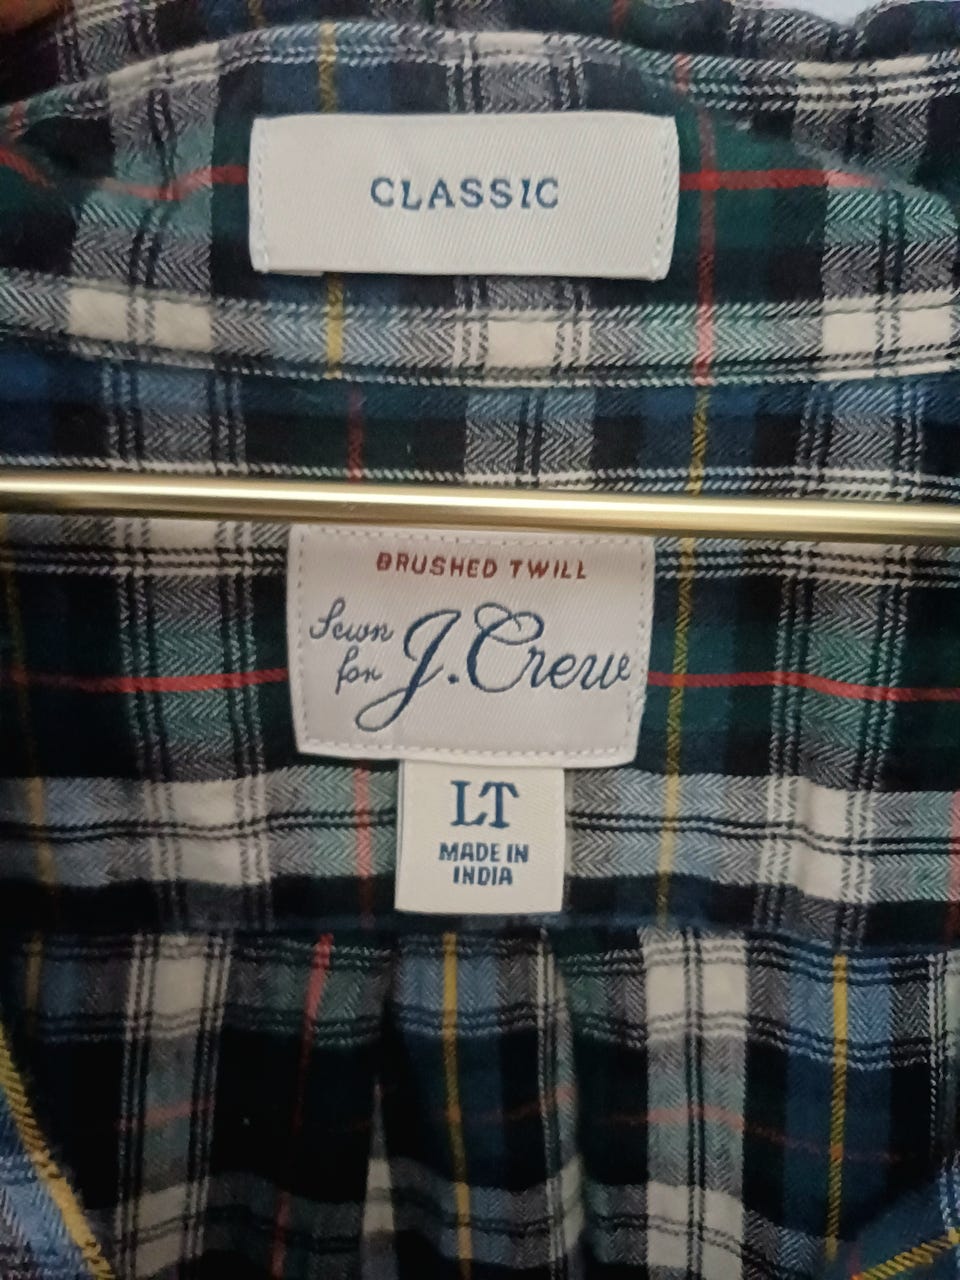 CLASSIC
BRUSHED TWILL
Sewn
for J.Crew
LT
MADE IN
INDIA